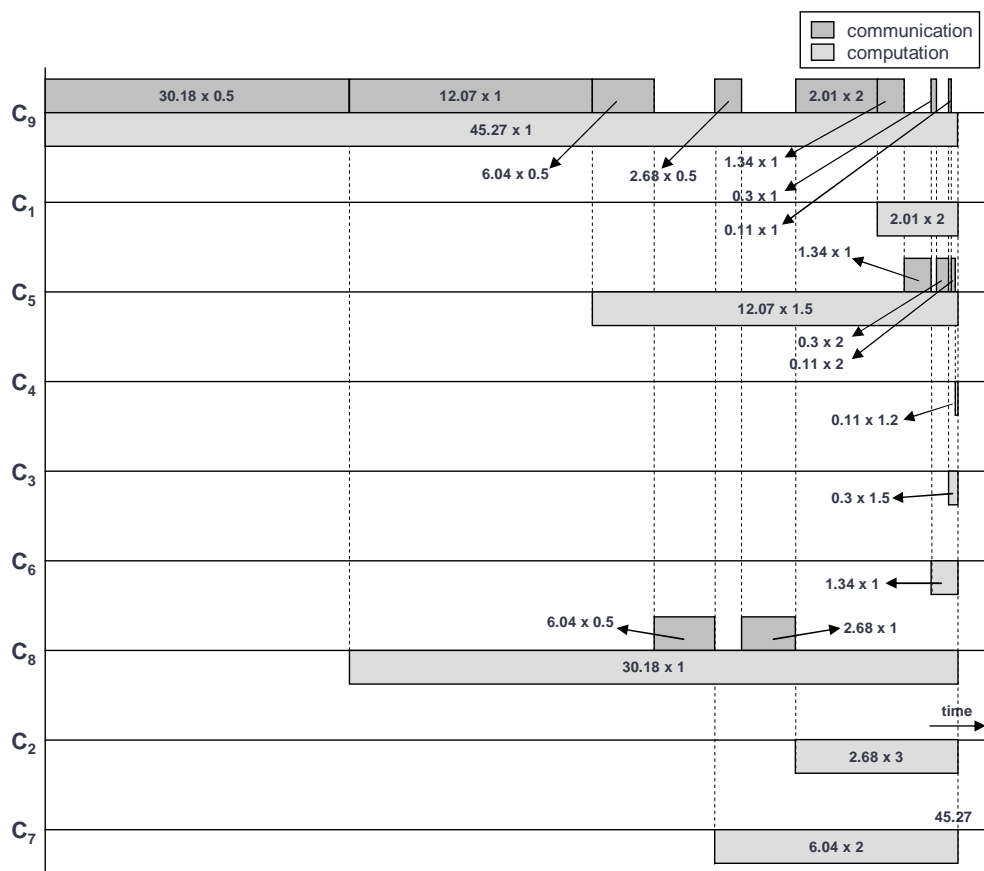 communication
computation
30.18 x 0.5
12.07 x 1
2.01 x 2
C9
45.27 x 1
6.04 x 0.5
2.68 x 0.5
1.34 x 1
0.3 x 1
0.11 x 1
C1
2.01 x 2
1.34 x 1
C5
12.07 x 1.5
0.3 x 2
0.11 x 2
C4
0.11 x 1.2
C3
0.3 x 1.5
C6
1.34 x 1
6.04 x 0.5
2.68 x 1
C8
30.18 x 1
time
C2
2.68 x 3
45.27
C7
6.04 x 2